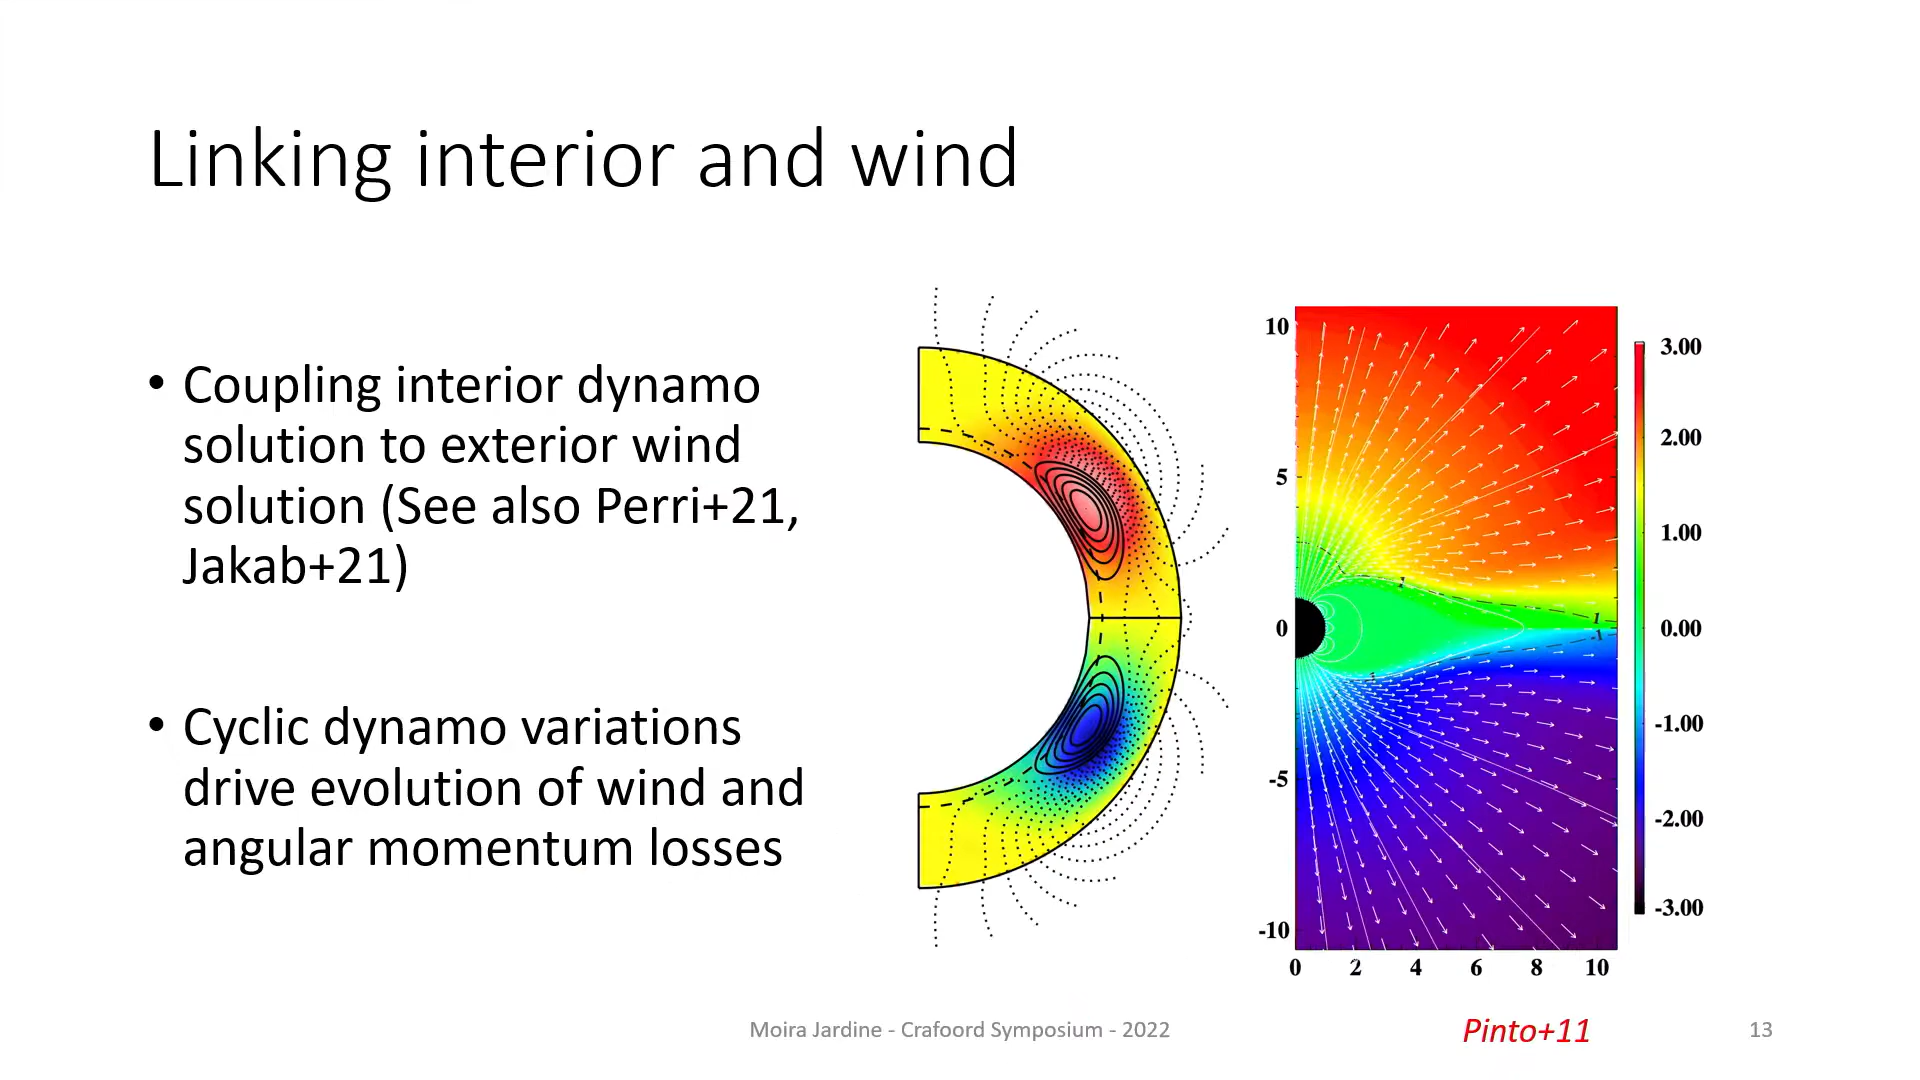 Linking interior and wind
• Coupling interior dynamo
solution to exterior wind
solution (See also Perri+21,
Jakab+21)
• Cyclic dynamo variations
drive evolution of wind and
angular momentum losses
10
5
0
-5
-10
0 2 4 6 8 10
1
-1
3.00
2.00
1.00
0.00
-1.00
-2.00
-3.00
Moira Jardine - Crafoord Symposium - 2022
Pinto+11
13